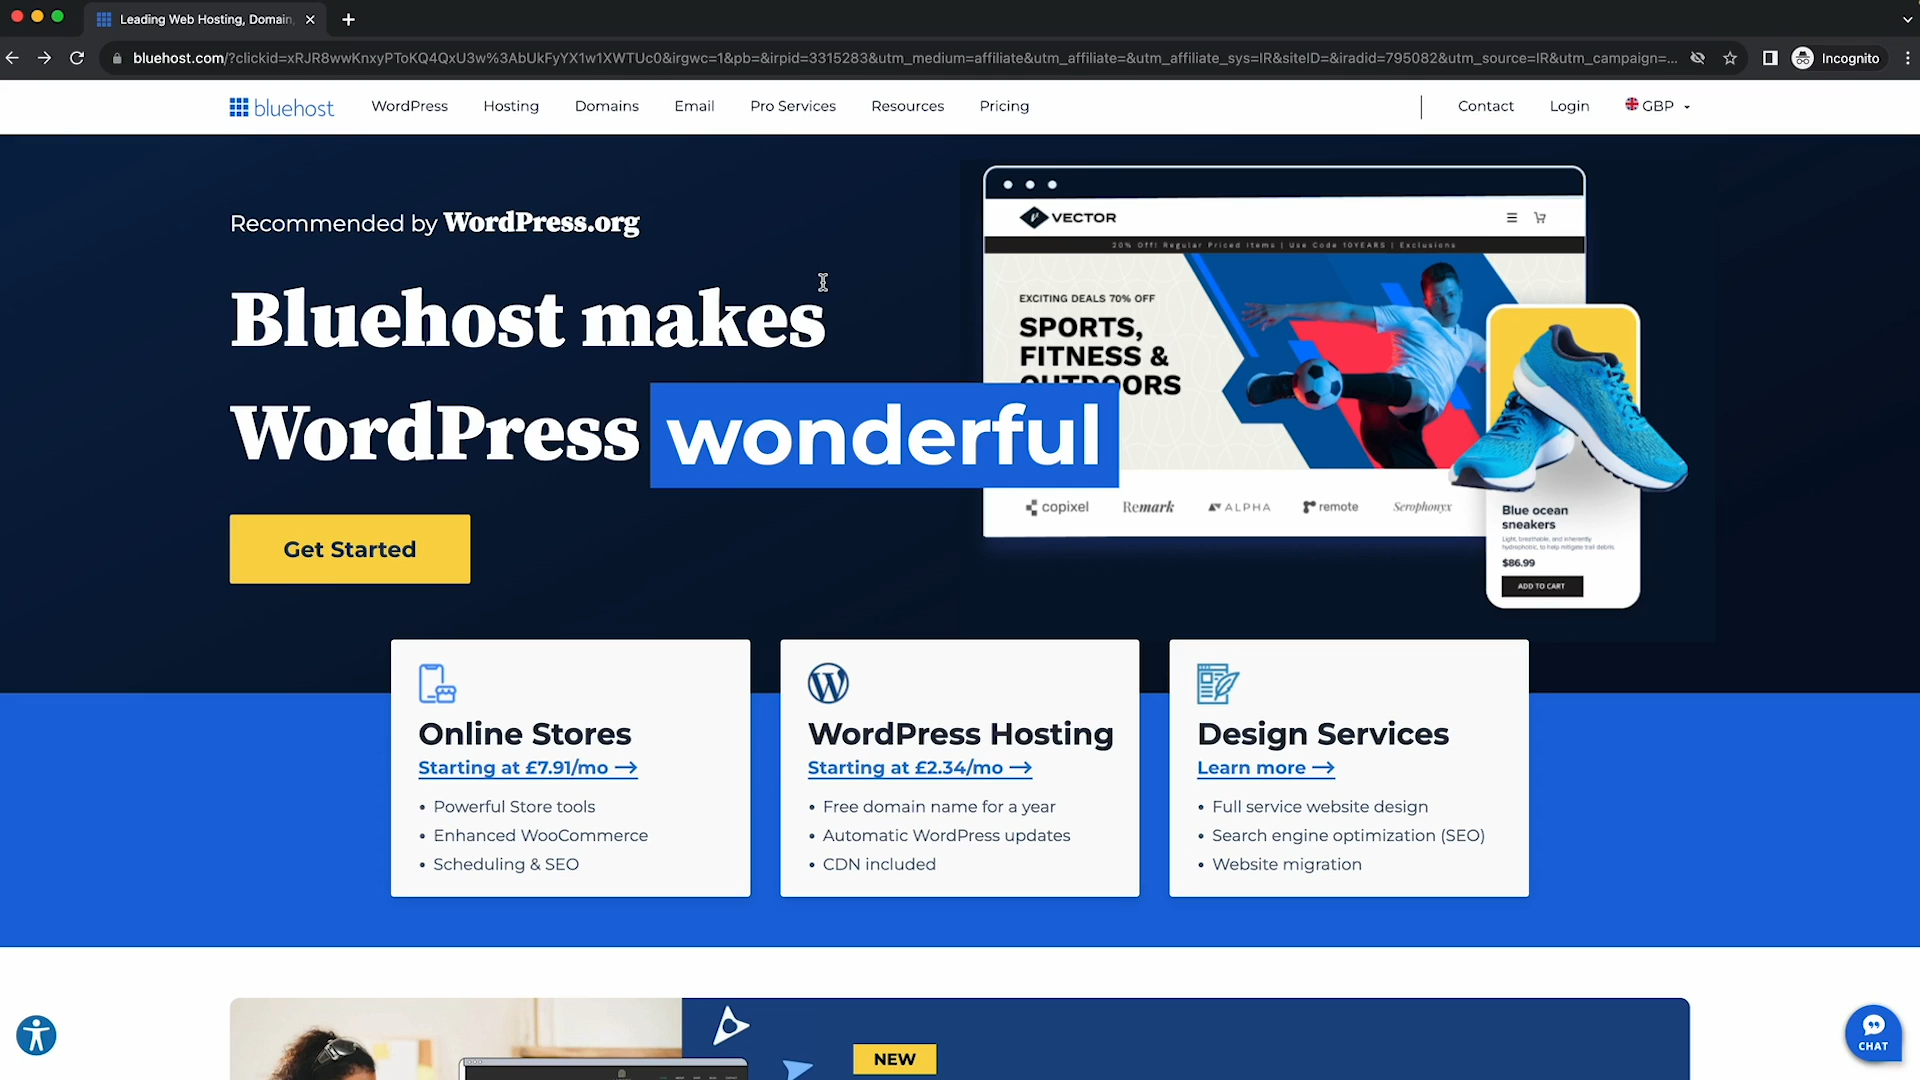 Leading Web Hosting, Domain,
bluehost.com/?clickid=xRJR8wwKnxyPToKQ4QxU3w%3AbUkFyYX1w1XWTUc0&irgwc=1&pb=&irpid=3315283&utm_medium=affiliate&utm_affiliate=&utm_affiliate_sys=IR&siteID=&iradid=795082&utm_source=IR&utm_campaign=...
Incognito
bluehost
WordPress
Hosting
Domains
Email
Pro Services
Resources
Pricing
Contact
Login
GBP
Recommended by WordPress.org
Bluehost makes
WordPress wonderful
Get Started
VECTOR
20% Off! Regular Priced Items | Use Code 10YEARS | Exclusions
EXCITING DEALS 70% OFF
SPORTS,
FITNESS &
OUTDOORS
copixel
Remark
ALPHA
remote
Serophonyx
Blue ocean
sneakers
Light, breathable, and inherently
hydrophobic, to help mitigate trail debris.
$86.99
ADD TO CART
Online Stores
Starting at £7.91/mo →
• Powerful Store tools
• Enhanced WooCommerce
• Scheduling & SEO
WordPress Hosting
Starting at £2.34/mo →
• Free domain name for a year
• Automatic WordPress updates
• CDN included
Design Services
Learn more →
• Full service website design
• Search engine optimization (SEO)
• Website migration
NEW
CHAT